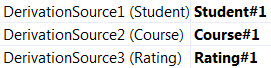 DerivationSource1 (Student) Student#1
DerivationSource2 (Course) Course#1
DerivationSource3 (Rating) Rating#1